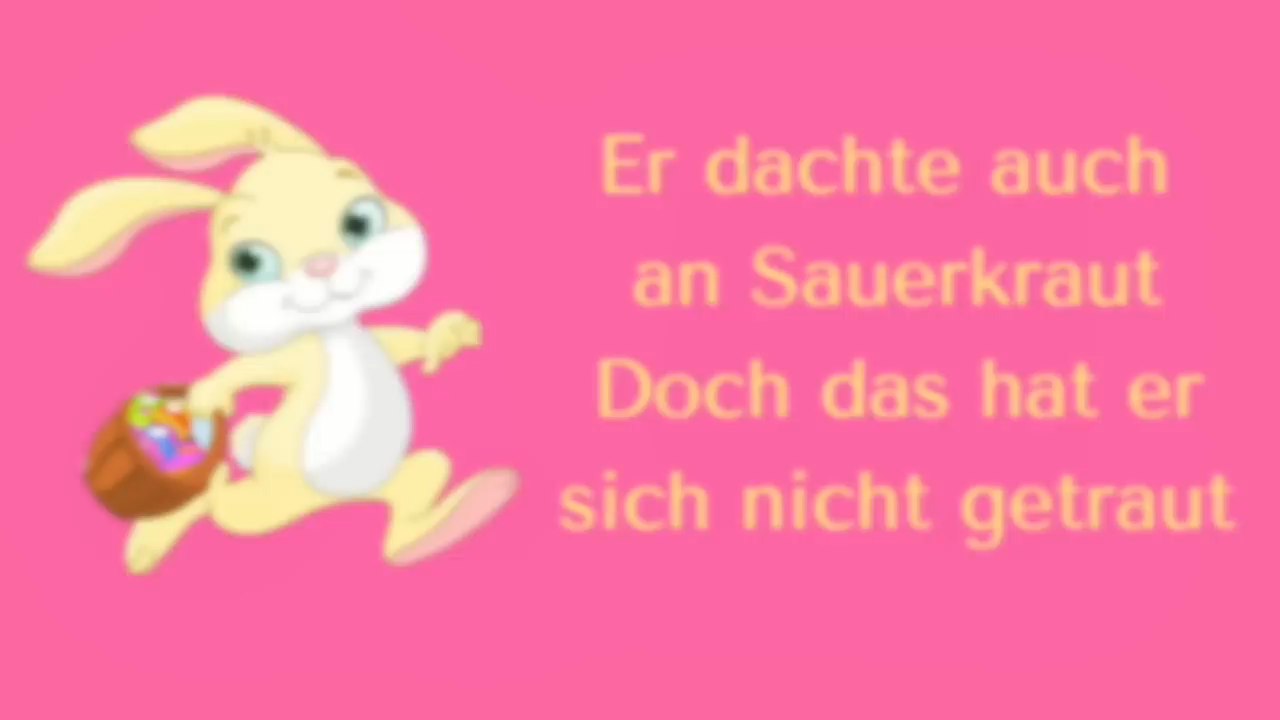 Er dachte auch
an Sauerkraut
Doch das hat er
sich nicht getraut